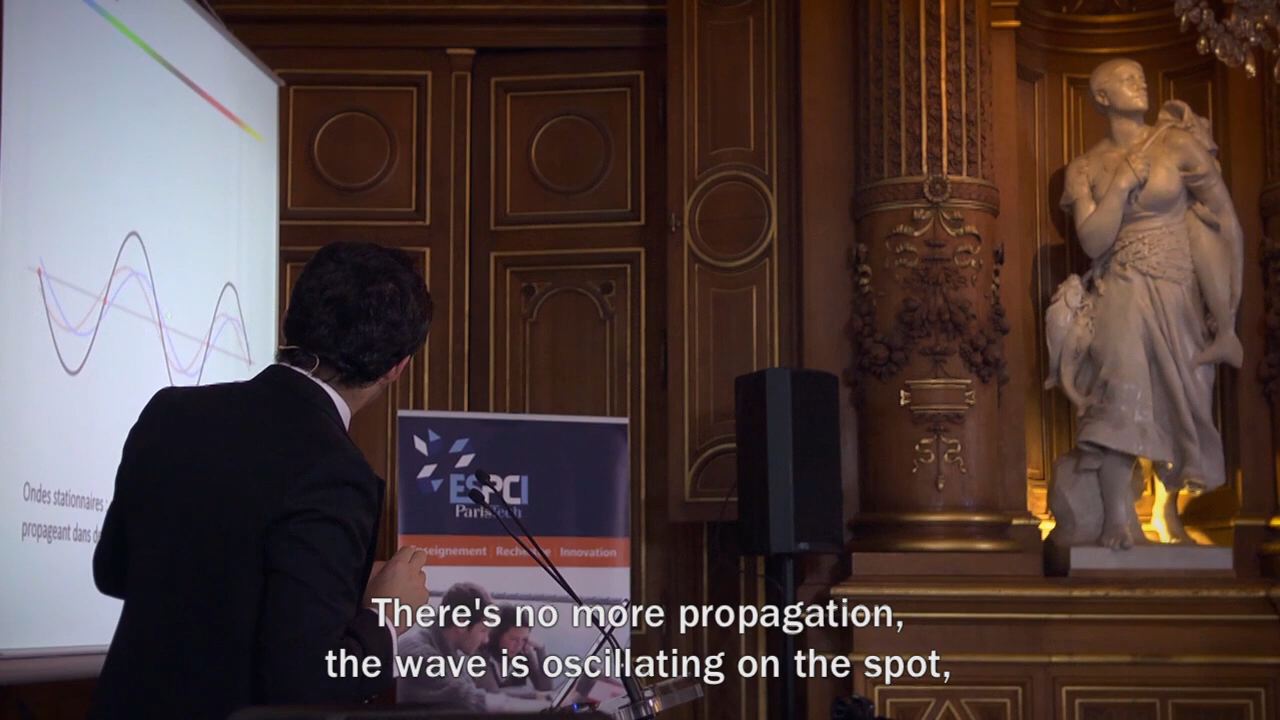 Ondes stationnaires :
propageant dans
ESPCI
ParisTech
Enseignement | Recherche | Innovation
There's no more propagation,
the wave is oscillating on the spot,